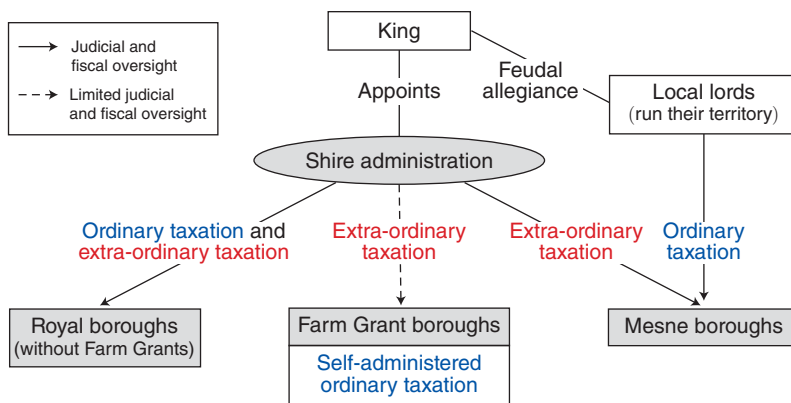 Judicial and
fiscal oversight
Limited judicial
and fiscal oversight
King
Appoints
Feudal
allegiance
Local lords
(run their territory)
Shire administration
Ordinary taxation and
extra-ordinary taxation
Extra-ordinary
taxation
Extra-ordinary
taxation
Ordinary
taxation
Royal boroughs
(without Farm Grants)
Farm Grant boroughs
Self-administered
ordinary taxation
Mesne boroughs